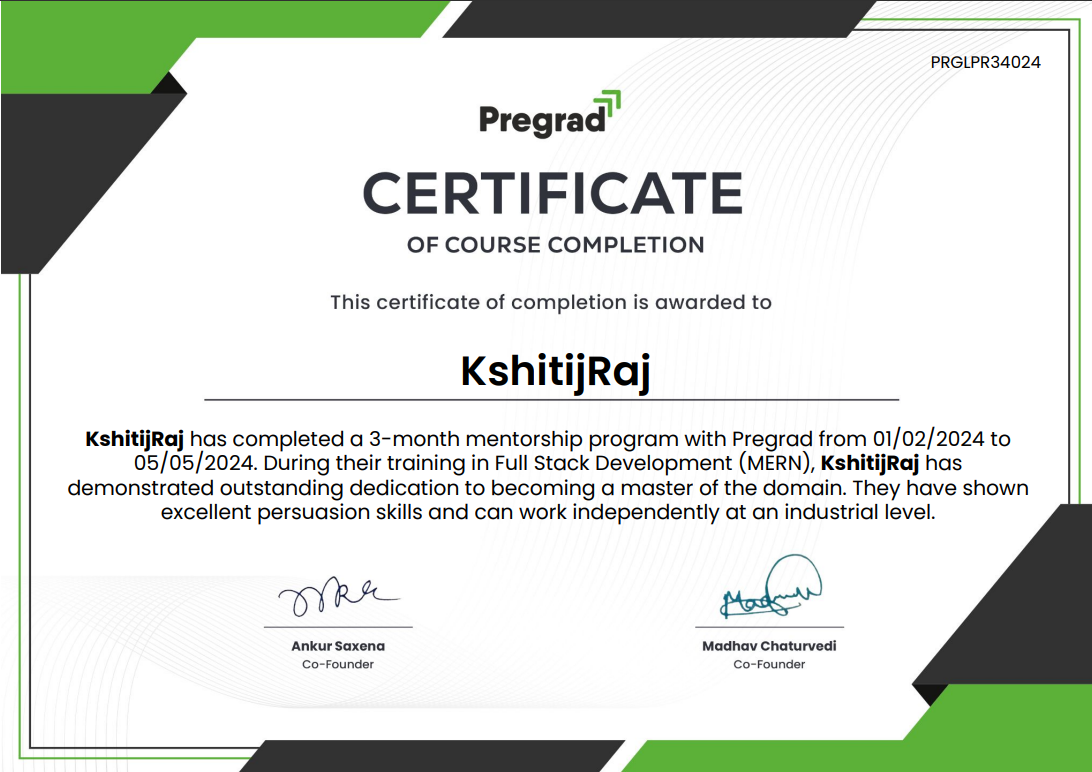 PRGLPR34024
Pregrad
CERTIFICATE
OF COURSE COMPLETION
This certificate of completion is awarded to
KshitijRaj
KshitijRaj has completed a 3-month mentorship program with Pregrad from 01/02/2024 to
05/05/2024. During their training in Full Stack Development (MERN), KshitijRaj has
demonstrated outstanding dedication to becoming a master of the domain. They have shown
excellent persuasion skills and can work independently at an industrial level.
Ankur Saxena
Co-Founder
Madhav Chaturvedi
Co-Founder